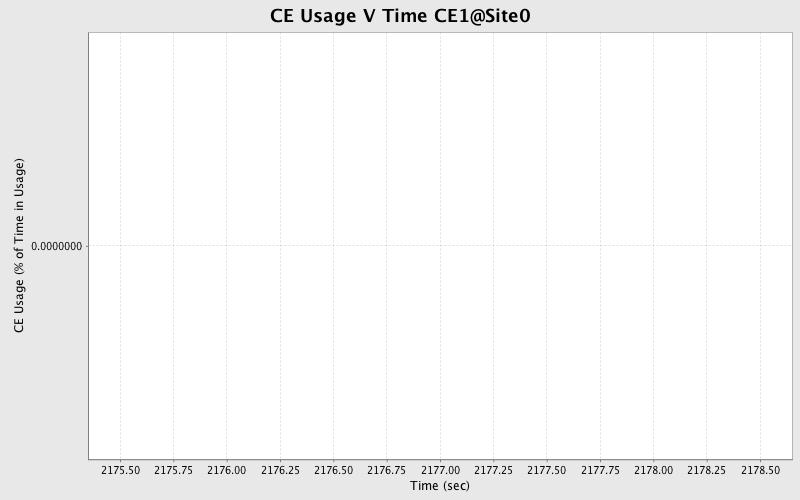 CE Usage V Time CE1@Site0
CE Usage (% of Time in Usage)
0.0000000
2175.50 2175.75 2176.00 2176.25 2176.50 2176.75 2177.00 2177.25 2177.50 2177.75 2178.00 2178.25 2178.50
Time (sec)